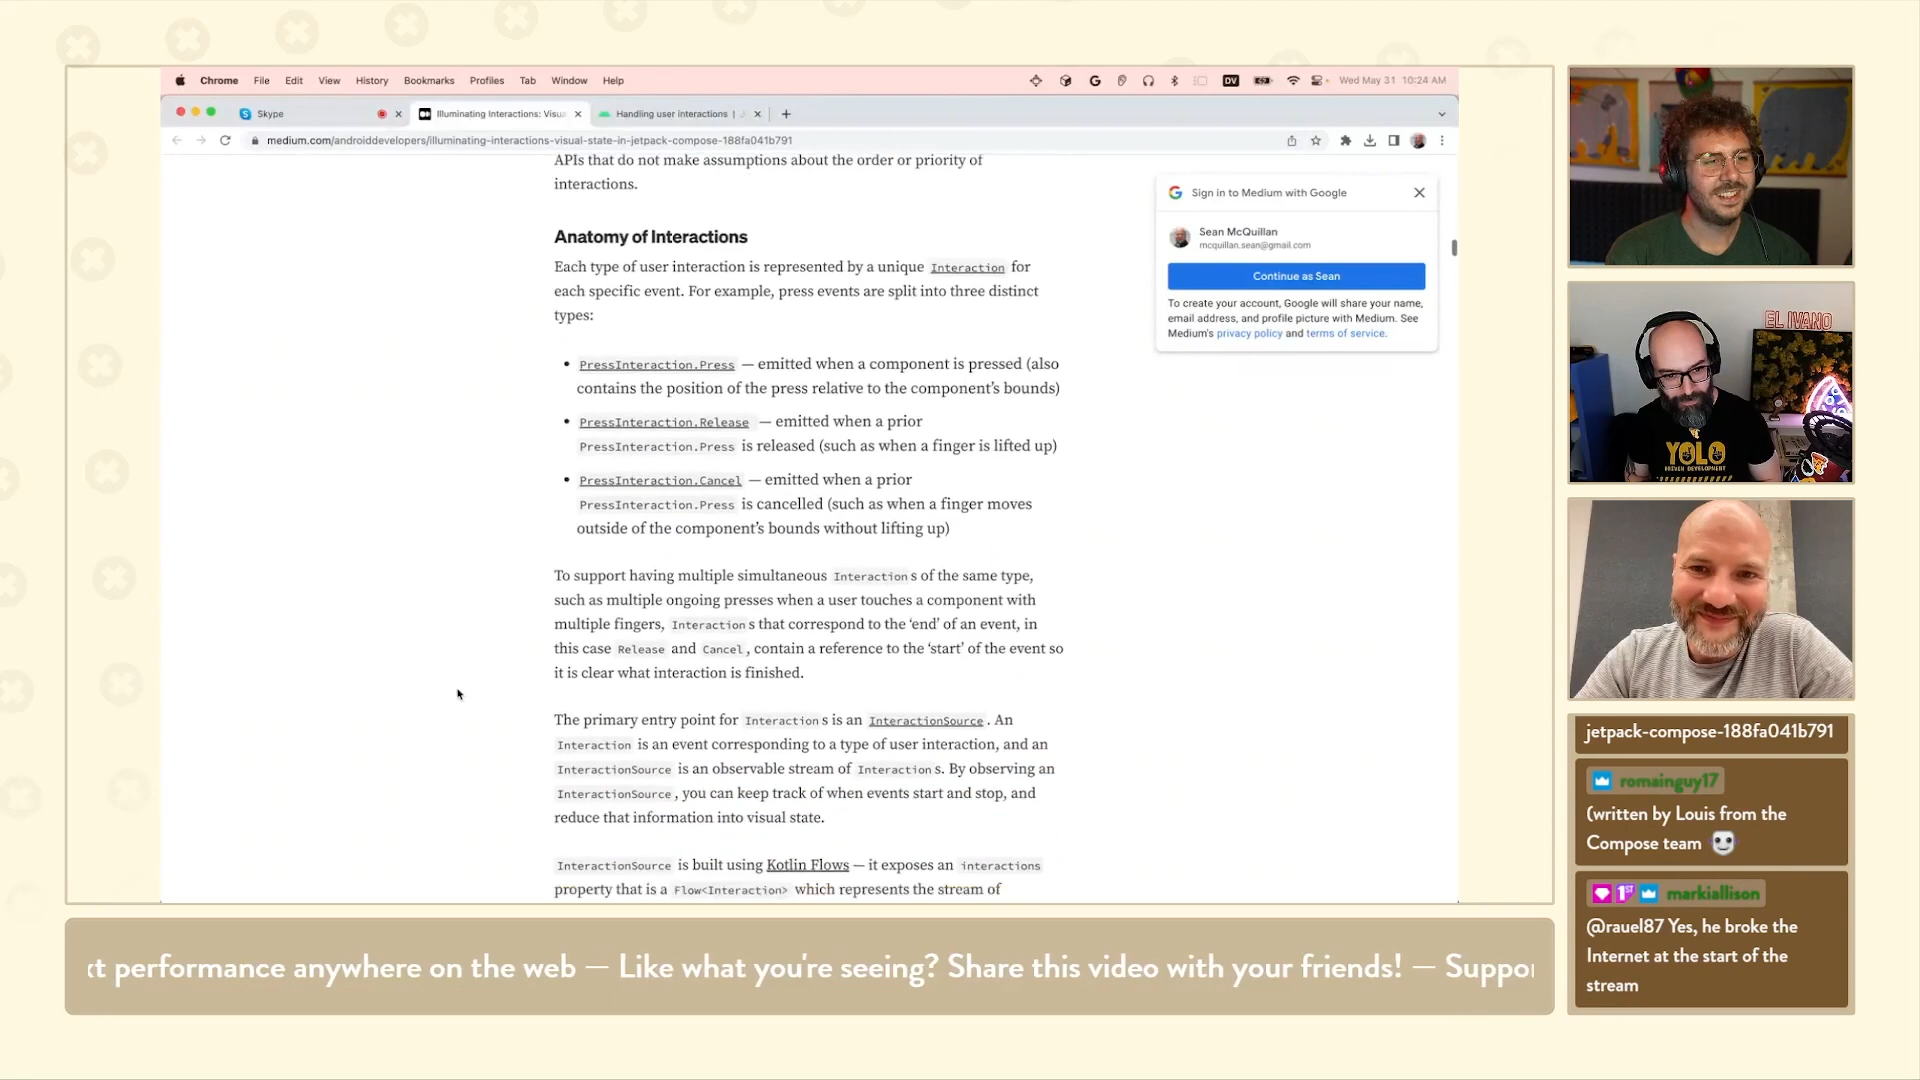 Chrome File Edit View History Bookmarks Profiles Tab Window Help
DV
Wed May 31 10:24 AM
Skype
Illuminating Interactions: Visu
Handling user interactions |
medium.com/androiddevelopers/illuminating-interactions-visual-state-in-jetpack-compose-188fa041b791
APIs that do not make assumptions about the order or priority of
interactions.
Anatomy of Interactions
Each type of user interaction is represented by a unique Interaction for
each specific event. For example, press events are split into three distinct
types:
• PressInteraction.Press — emitted when a component is pressed (also
contains the position of the press relative to the component’s bounds)
• PressInteraction.Release — emitted when a prior
PressInteraction.Press is released (such as when a finger is lifted up)
• PressInteraction.Cancel — emitted when a prior
PressInteraction.Press is cancelled (such as when a finger moves
outside of the component’s bounds without lifting up)
To support having multiple simultaneous Interactions of the same type,
such as multiple ongoing presses when a user touches a component with
multiple fingers, Interactions that correspond to the ‘end’ of an event, in
this case Release and Cancel, contain a reference to the ‘start’ of the event so
it is clear what interaction is finished.
The primary entry point for Interactions is an InteractionSource. An
Interaction is an event corresponding to a type of user interaction, and an
InteractionSource is an observable stream of Interactions. By observing an
InteractionSource, you can keep track of when events start and stop, and
reduce that information into visual state.
InteractionSource is built using Kotlin Flows — it exposes an interactions
property that is a Flow<Interaction> which represents the stream of
Sign in to Medium with Google
Sean McQuillan
mcquillan.sean@gmail.com
Continue as Sean
To create your account, Google will share your name,
email address, and profile picture with Medium. See
Medium's privacy policy and terms of service.
EL IVANO
YOLO
DRIVEN DEVELOPMENT
jetpack-compose-188fa041b791
romainguy17
(written by Louis from the
Compose team
1ST markiallison
@rauel87 Yes, he broke the
Internet at the start of the
stream
xt performance anywhere on the web — Like what you're seeing? Share this video with your friends! — Suppor